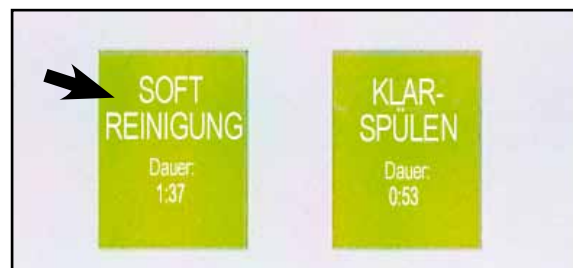 SOFT
REINIGUNG
Dauer:
1:37
KLAR-
SPÜLEN
Dauer:
0:53